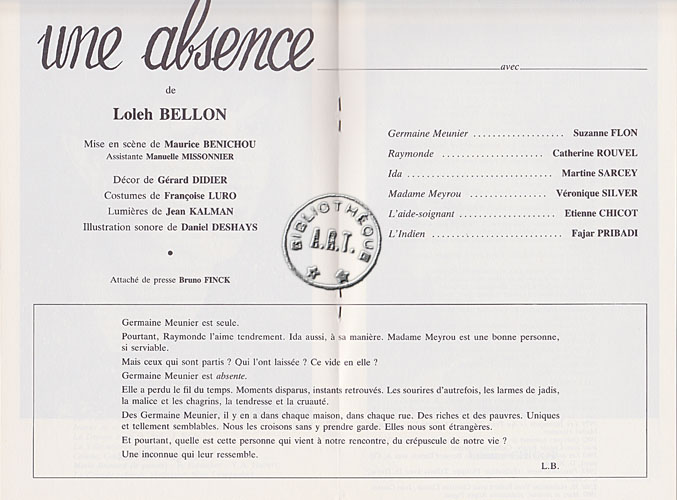 une absence
de
Loleh BELLON
Mise en scène de Maurice BENICHOU
Assistante Manuelle MISSONNIER
Décor de Gérard DIDIER
Costumes de Françoise LURO
Lumières de Jean KALMAN
Illustration sonore de Daniel DESHAYS
•
Attaché de presse Bruno FINCK
avec
Germaine Meunier .................. Suzanne FLON
Raymonde .................... Catherine ROUVEL
Ida ............................. Martine SARCEY
Madame Meyrou ............... Véronique SILVER
L'aide-soignant ................... Etienne CHICOT
L'Indien .......................... Fajar PRIBADI
BIBLIOTHÈQUE
A.R.T.
Germaine Meunier est seule.
Pourtant, Raymonde l'aime tendrement. Ida aussi, à sa manière. Madame Meyrou est une bonne personne,
si serviable.
Mais ceux qui sont partis ? Qui l'ont laissée ? Ce vide en elle ?
Germaine Meunier est absente.
Elle a perdu le fil du temps. Moments disparus, instants retrouvés. Les sourires d'autrefois, les larmes de jadis,
la malice et les chagrins, la tendresse et la cruauté.
Des Germaine Meunier, il y en a dans chaque maison, dans chaque rue. Des riches et des pauvres. Uniques
et tellement semblables. Nous les croisons sans y prendre garde. Elles nous sont étrangères.
Et pourtant, quelle est cette personne qui vient à notre rencontre, du crépuscule de notre vie ?
Une inconnue qui leur ressemble.
L.B.